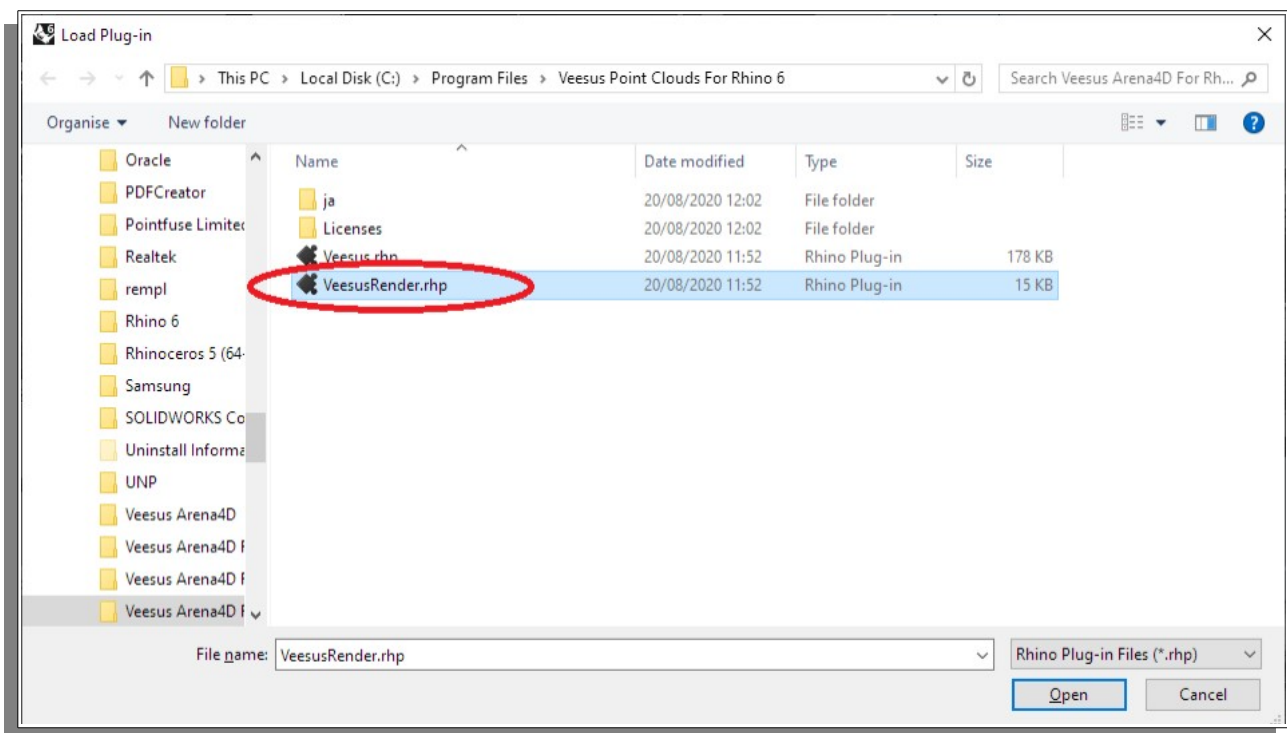 Load Plug-in
This PC > Local Disk (C:) > Program Files > Veesus Point Clouds For Rhino 6
Search Veesus Arena4D For Rh...
Organise
New folder
Oracle
PDFCreator
Pointfuse Limited
Realtek
rempl
Rhino 6
Rhinoceros 5 (64-
Samsung
SOLIDWORKS Co
Uninstall Informa
UNP
Veesus Arena4D
Veesus Arena4D F
Veesus Arena4D F
Veesus Arena4D F
Name Date modified Type Size
ja 20/08/2020 12:02 File folder
Licenses 20/08/2020 12:02 File folder
Veesus.rhp 20/08/2020 11:52 Rhino Plug-in 178 KB
VeesusRender.rhp 20/08/2020 11:52 Rhino Plug-in 15 KB
File name: VeesusRender.rhp
Rhino Plug-in Files (*.rhp)
Open Cancel